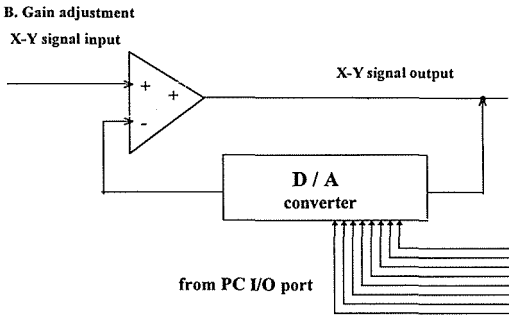 B. Gain adjustment
X-Y signal input
X-Y signal output
+
+
-
D / A
converter
from PC I/O port